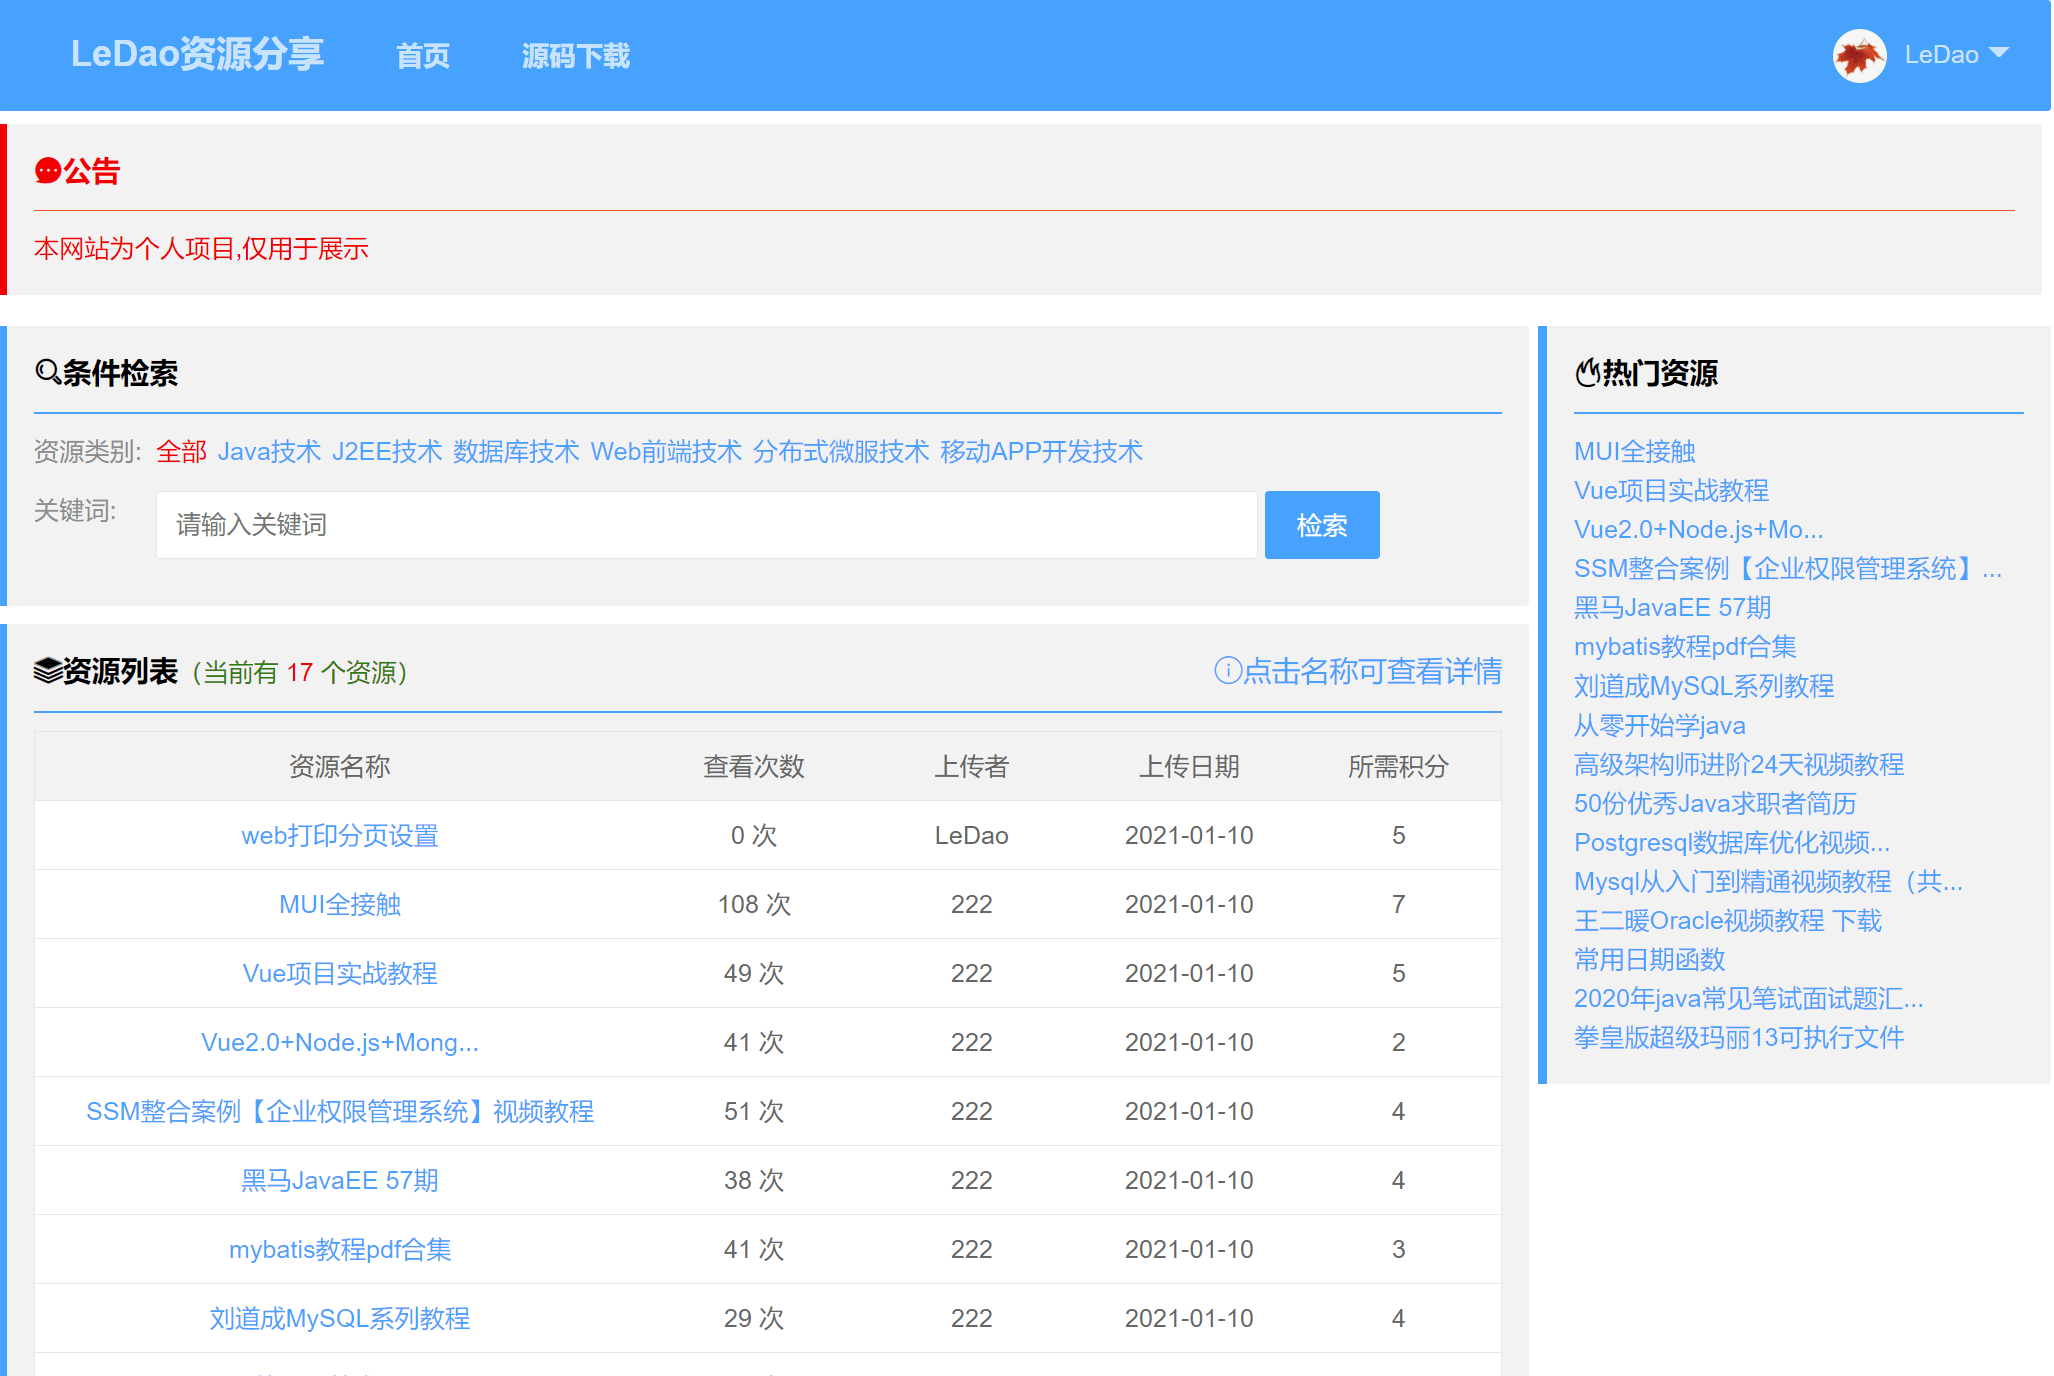 LeDao资源分享 首页 源码下载 LeDao
公告
本网站为个人项目,仅用于展示
条件检索
资源类别: 全部 Java技术 J2EE技术 数据库技术 Web前端技术 分布式微服技术 移动APP开发技术
关键词: 请输入关键词 检索
资源列表（当前有 17 个资源） 点击名称可查看详情
资源名称 查看次数 上传者 上传日期 所需积分
web打印分页设置 0 次 LeDao 2021-01-10 5
MUI全接触 108 次 222 2021-01-10 7
Vue项目实战教程 49 次 222 2021-01-10 5
Vue2.0+Node.js+Mong... 41 次 222 2021-01-10 2
SSM整合案例【企业权限管理系统】视频教程 51 次 222 2021-01-10 4
黑马JavaEE 57期 38 次 222 2021-01-10 4
mybatis教程pdf合集 41 次 222 2021-01-10 3
刘道成MySQL系列教程 29 次 222 2021-01-10 4
热门资源
MUI全接触
Vue项目实战教程
Vue2.0+Node.js+Mo...
SSM整合案例【企业权限管理系统】...
黑马JavaEE 57期
mybatis教程pdf合集
刘道成MySQL系列教程
从零开始学java
高级架构师进阶24天视频教程
50份优秀Java求职者简历
Postgresql数据库优化视频...
Mysql从入门到精通视频教程（共...
王二暖Oracle视频教程 下载
常用日期函数
2020年java常见笔试面试题汇...
拳皇版超级玛丽13可执行文件